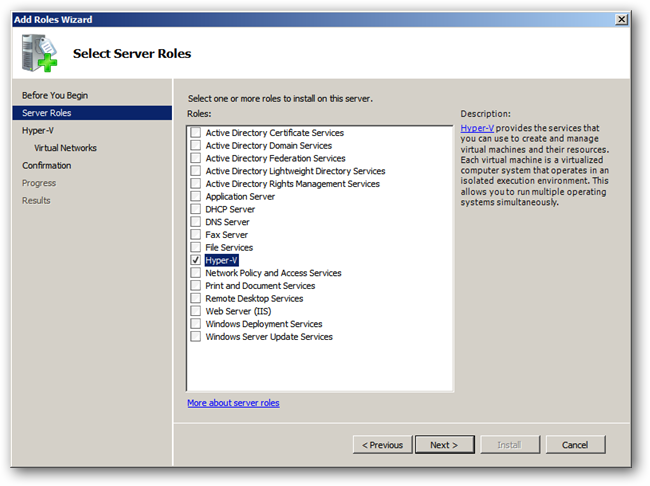 Add Roles Wizard
Select Server Roles
Before You Begin
Server Roles
Hyper-V
Virtual Networks
Confirmation
Progress
Results
Select one or more roles to install on this server.
Roles:
Active Directory Certificate Services
Active Directory Domain Services
Active Directory Federation Services
Active Directory Lightweight Directory Services
Active Directory Rights Management Services
Application Server
DHCP Server
DNS Server
Fax Server
File Services
Hyper-V
Network Policy and Access Services
Print and Document Services
Remote Desktop Services
Web Server (IIS)
Windows Deployment Services
Windows Server Update Services
More about server roles
Description:
Hyper-V provides the services that
you can use to create and manage
virtual machines and their resources.
Each virtual machine is a virtualized
computer system that operates in an
isolated execution environment. This
allows you to run multiple operating
systems simultaneously.
< Previous
Next >
Install
Cancel